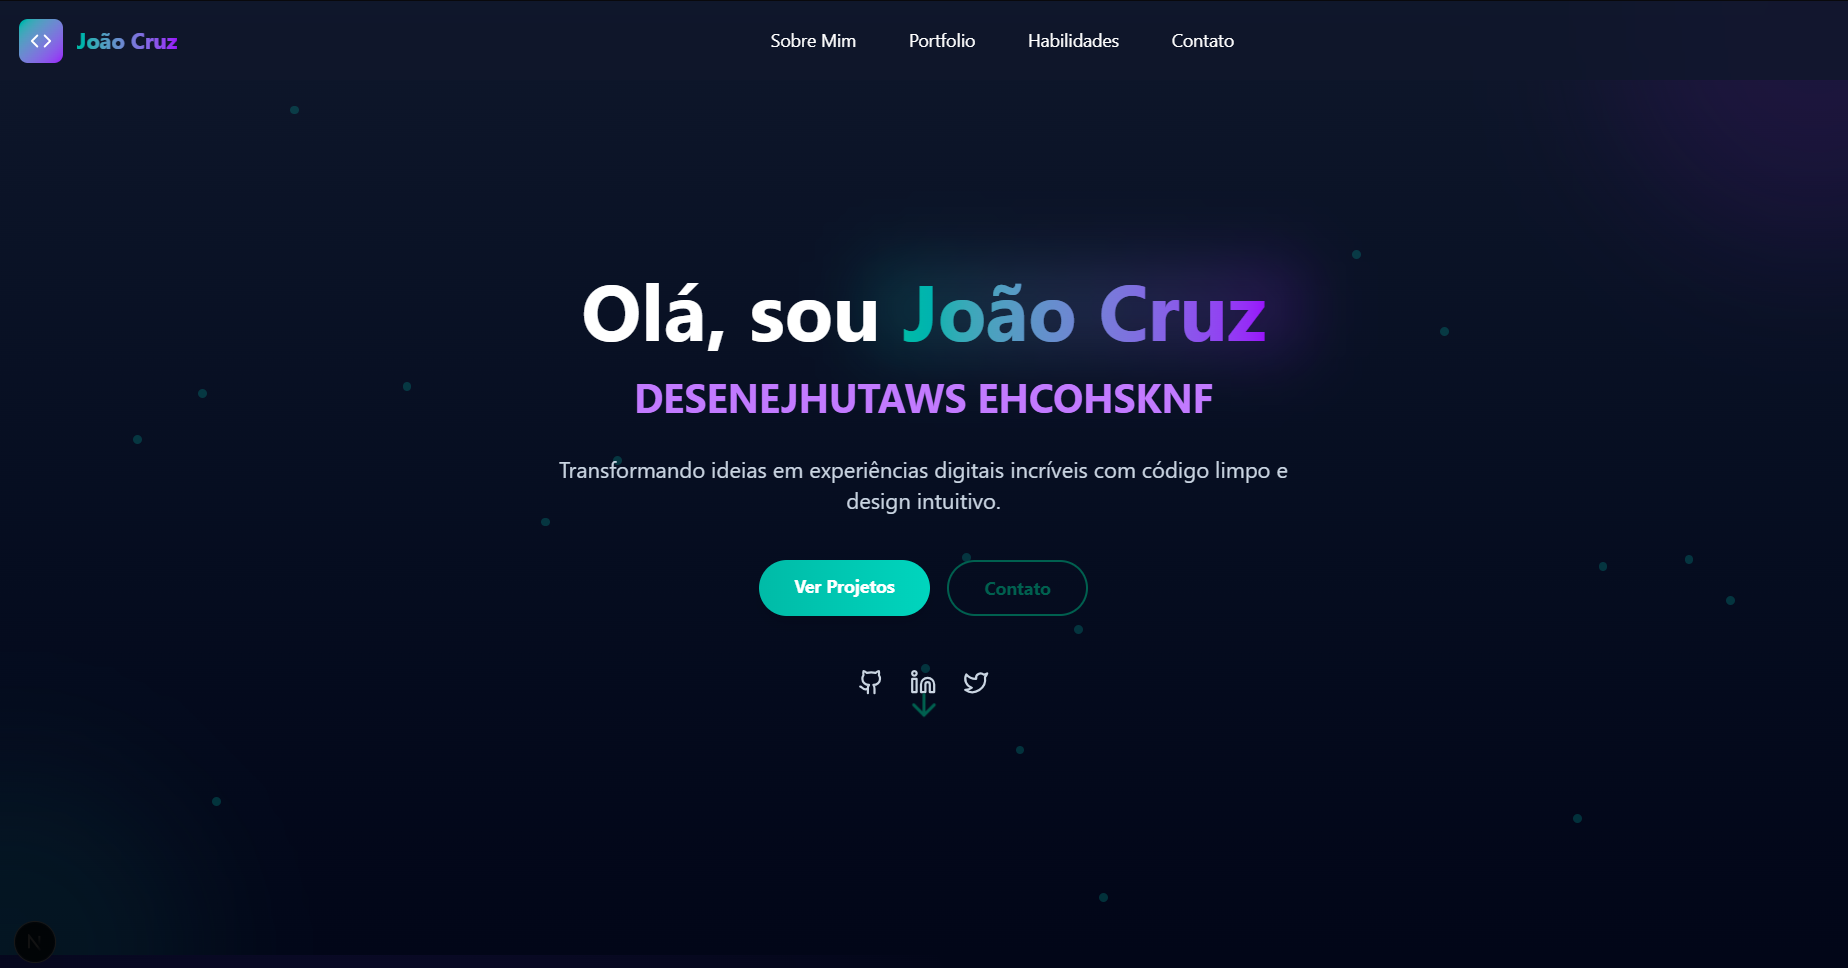 João Cruz
Sobre Mim
Portfolio
Habilidades
Contato
Olá, sou João Cruz
DESENEJHUTAWS EHCOHSKNF
Transformando ideias em experiências digitais incríveis com código limpo e
design intuitivo.
Ver Projetos
Contato
N